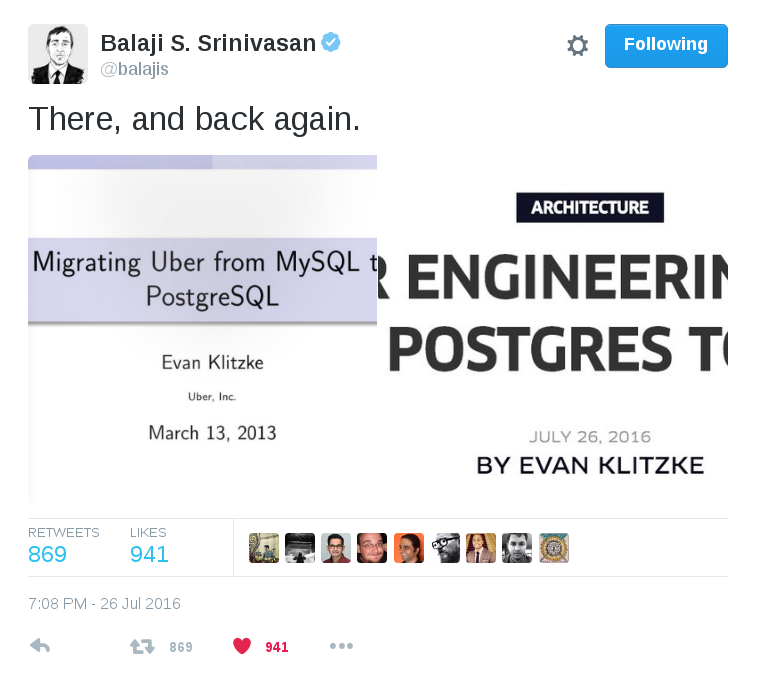 Balaji S. Srinivasan
@balajis
Following
There, and back again.
Migrating Uber from MySQL t
PostgreSQL
Evan Klitzke
Uber, Inc.
March 13, 2013
ARCHITECTURE
R ENGINEERIN
POSTGRES TO
JULY 26, 2016
BY EVAN KLITZKE
RETWEETS
869
LIKES
941
7:08 PM - 26 Jul 2016
869
941